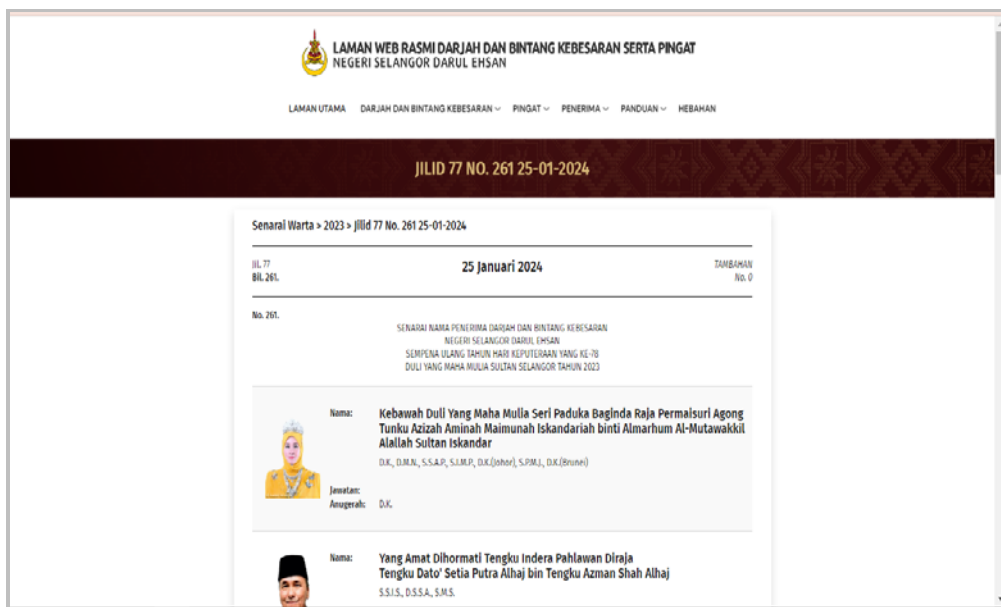 LAMAN WEB RASMI DARJAH DAN BINTANG KEBESARAN SERTA PINGAT
NEGERI SELANGOR DARUL EHSAN
LAMAN UTAMA DARJAH DAN BINTANG KEBESARAN PINGAT PENERIMA PANDUAN HEBAHAN
JILID 77 NO. 261 25-01-2024
Senarai Warta > 2023 > Jilid 77 No. 261 25-01-2024
JIL. 77 25 Januari 2024 TAMBAHAN
Bil. 261. No. 0
No. 261.
SENARAI NAMA PENERIMA DARJAH DAN BINTANG KEBESARAN
NEGERI SELANGOR DARUL EHSAN
SEMPENA ULANG TAHUN HARI KEPUTERAAN YANG KE-78
DULI YANG MAHA MULIA SULTAN SELANGOR TAHUN 2023
Nama: Kebawah Duli Yang Maha Mulia Seri Paduka Baginda Raja Permaisuri Agong
Tunku Azizah Aminah Maimunah Iskandariah binti Almarhum Al-Mutawakkil
Alallah Sultan Iskandar
D.K., D.M.N., S.S.A.P., S.I.M.P., D.K.(Johor), S.P.M.J., D.K.(Brunei)
Jawatan:
Anugerah: D.K.
Nama: Yang Amat Dihormati Tengku Indera Pahlawan Diraja
Tengku Dato' Setia Putra Alhaj bin Tengku Azman Shah Alhaj
S.S.I.S., D.S.S.A., S.M.S.